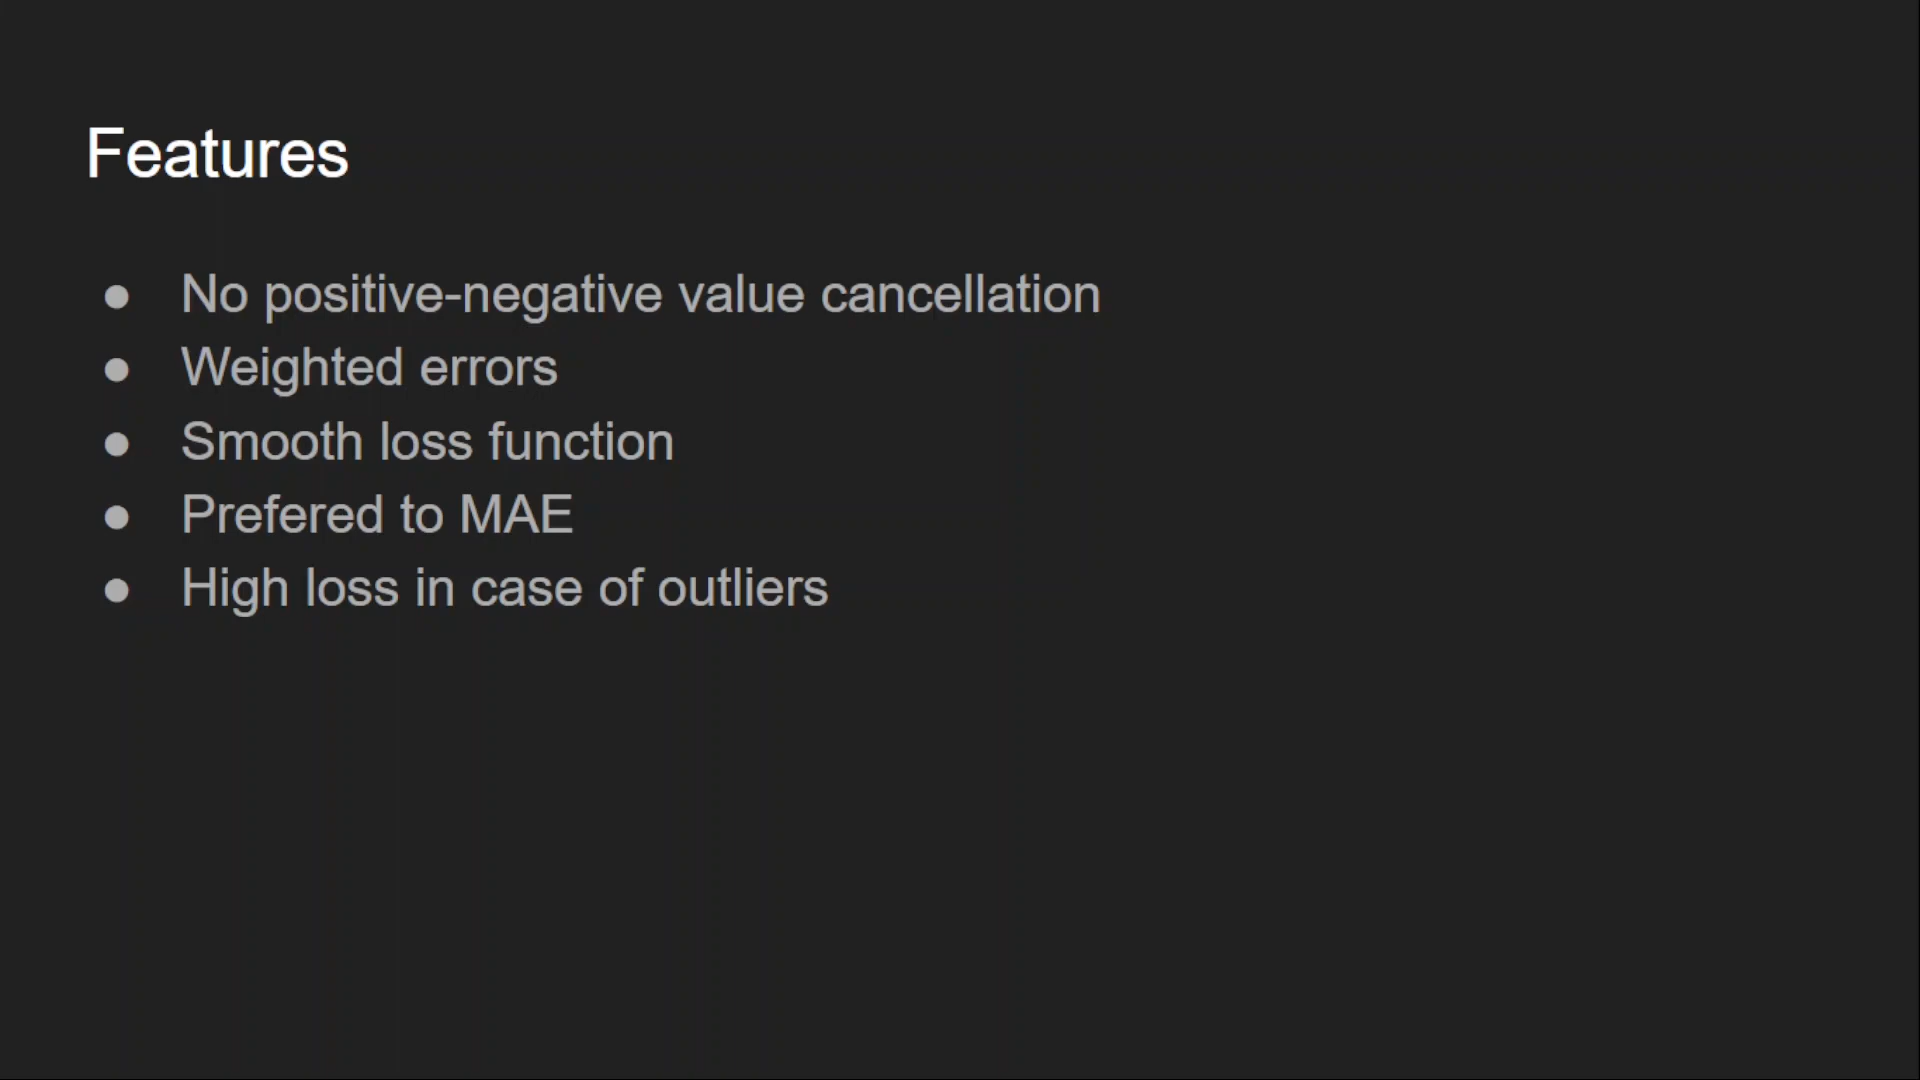 Features
● No positive-negative value cancellation
● Weighted errors
● Smooth loss function
● Prefered to MAE
● High loss in case of outliers